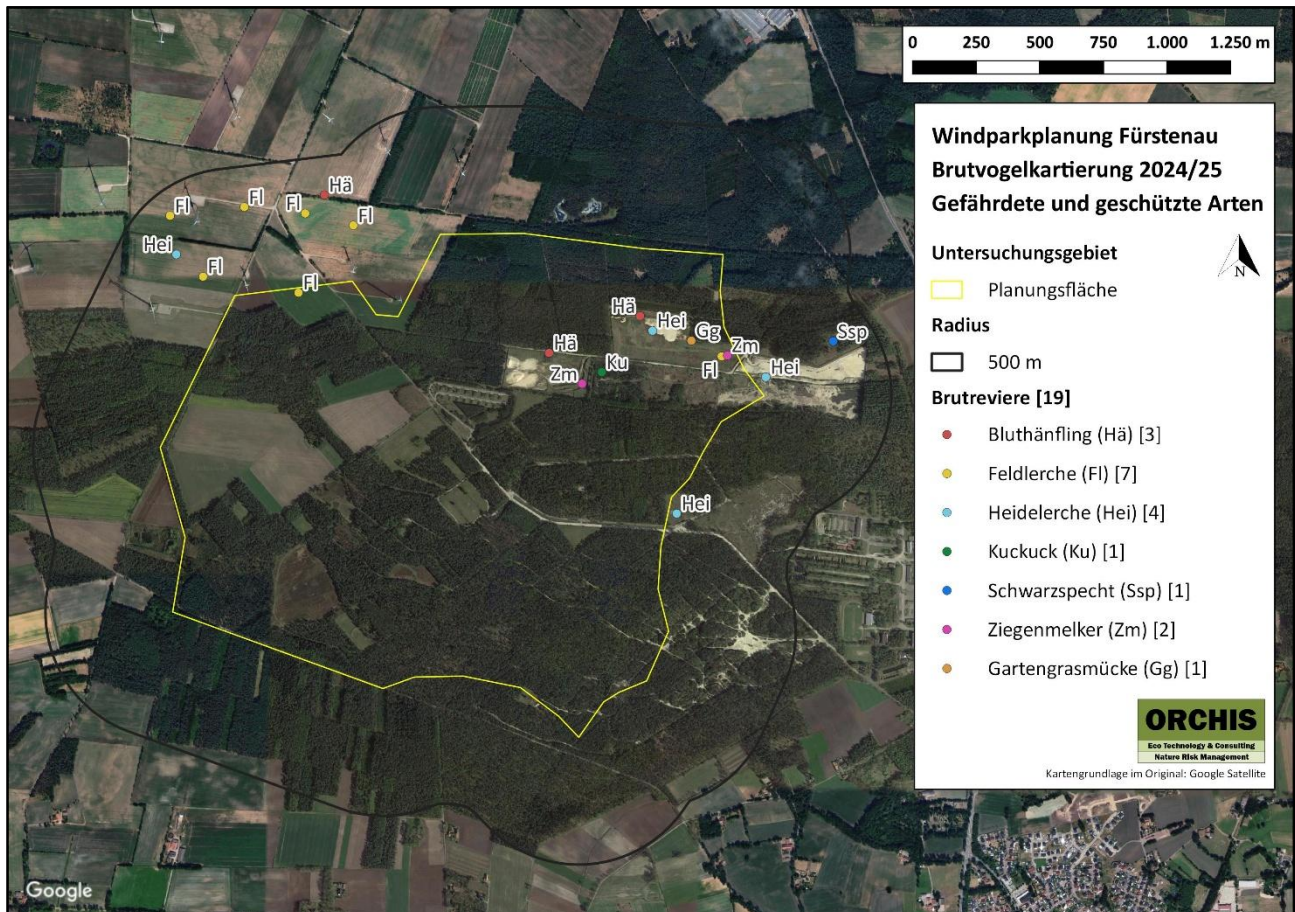 0 250 500 750 1.000 1.250 m
Windparkplanung Fürstenau
Brutvogelkartierung 2024/25
Gefährdete und geschützte Arten
Untersuchungsgebiet
Planungsfläche
N
Radius
500 m
Brutreviere [19]
Bluthänfling (Hä) [3]
Feldlerche (Fl) [7]
Heidelerche (Hei) [4]
Kuckuck (Ku) [1]
Schwarzspecht (Ssp) [1]
Ziegenmelker (Zm) [2]
Gartengrasmücke (Gg) [1]
ORCHIS
Eco Technology & Consulting
Nature Risk Management
Kartengrundlage im Original: Google Satellite
Hä
Fl
Fl
Fl
Fl
Hei
Fl
Fl
Hä
Hei
Gg
Ssp
Hä
Zm
Ku
Fl
Zm
Hei
Hei
Google